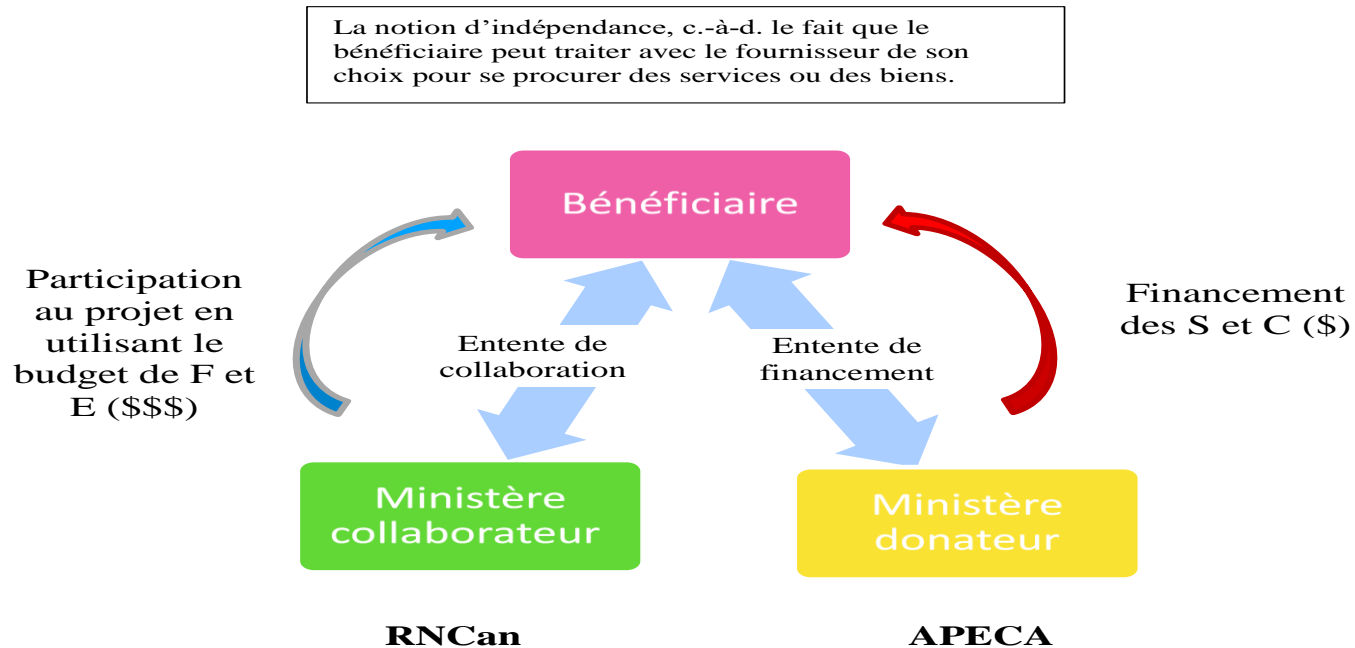 La notion d’indépendance, c.-à-d. le fait que le
bénéficiaire peut traiter avec le fournisseur de son
choix pour se procurer des services ou des biens.
Bénéficiaire
Participation
au projet en
utilisant le
budget de F et
E ($$$)
Entente de
collaboration
Entente de
financement
Financement
des S et C ($)
Ministère
collaborateur
Ministère
donateur
RNCan
APECA